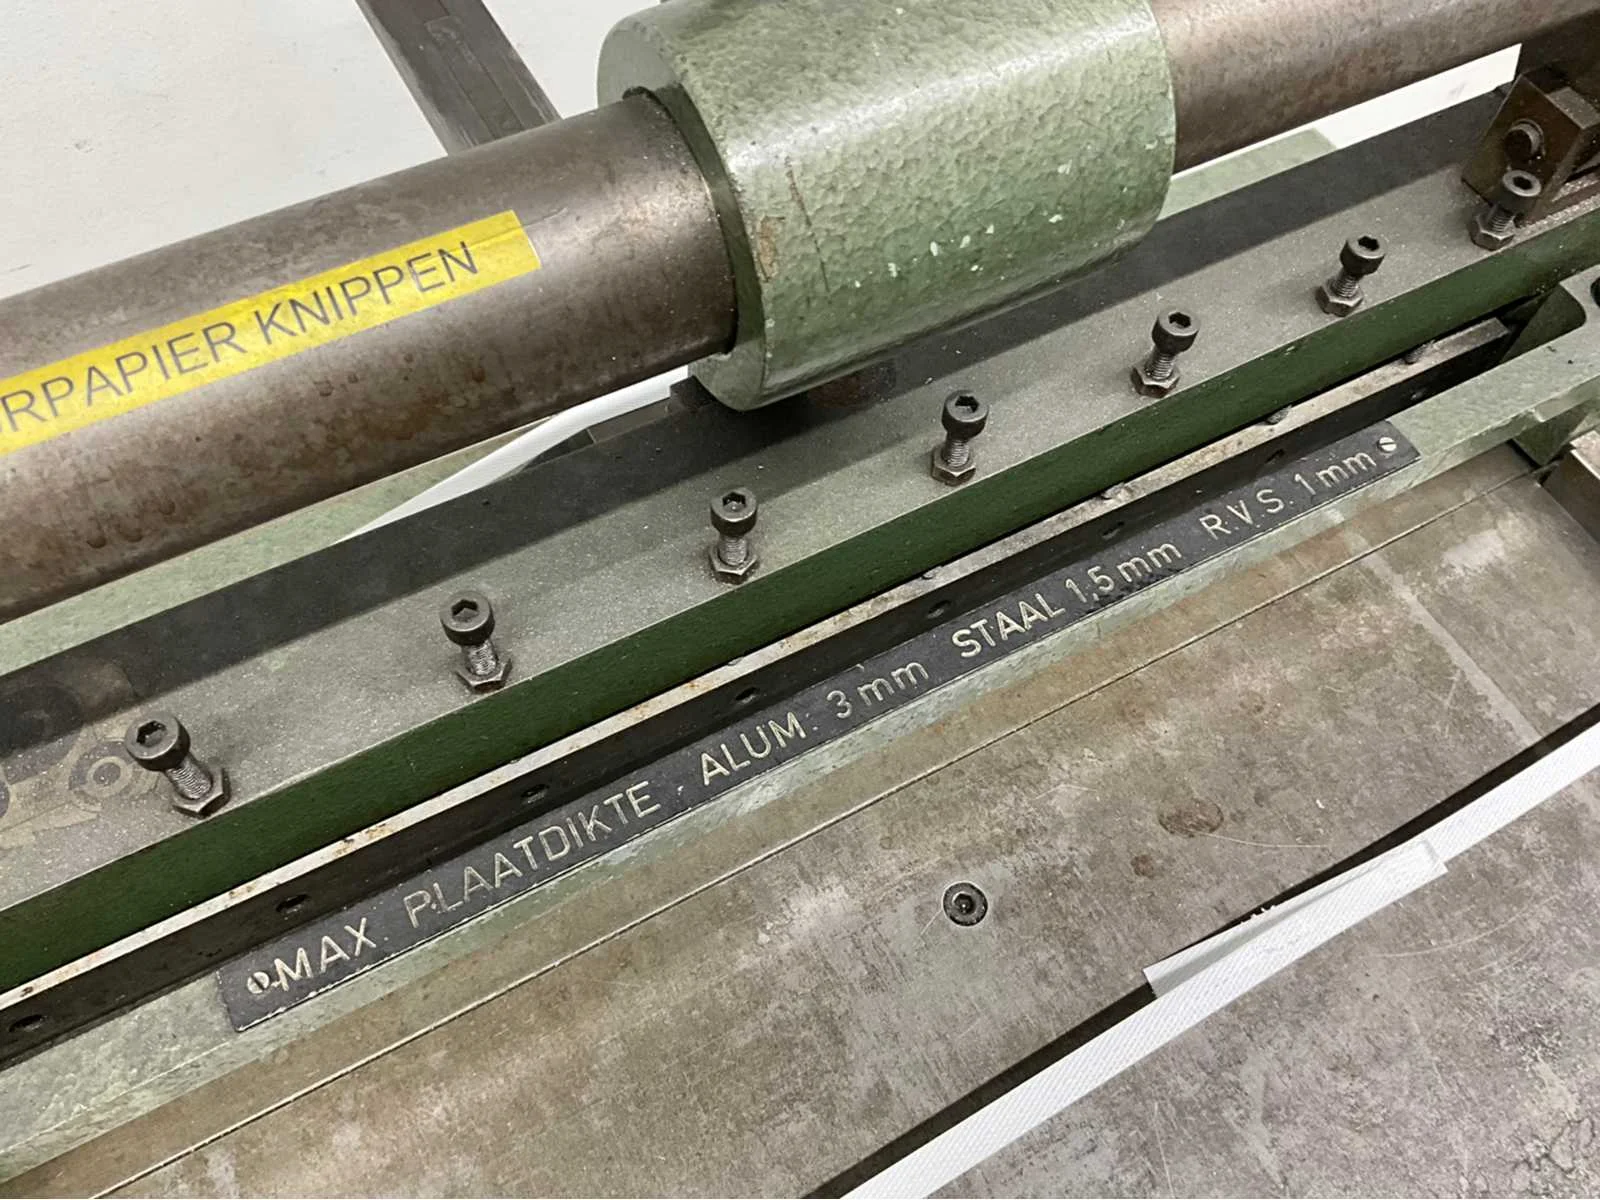 RPAPIER KNIPPEN
MAX. PLAATDIKTE ALUM: 3 mm STAAL 1,5 mm R.V.S. 1 mm